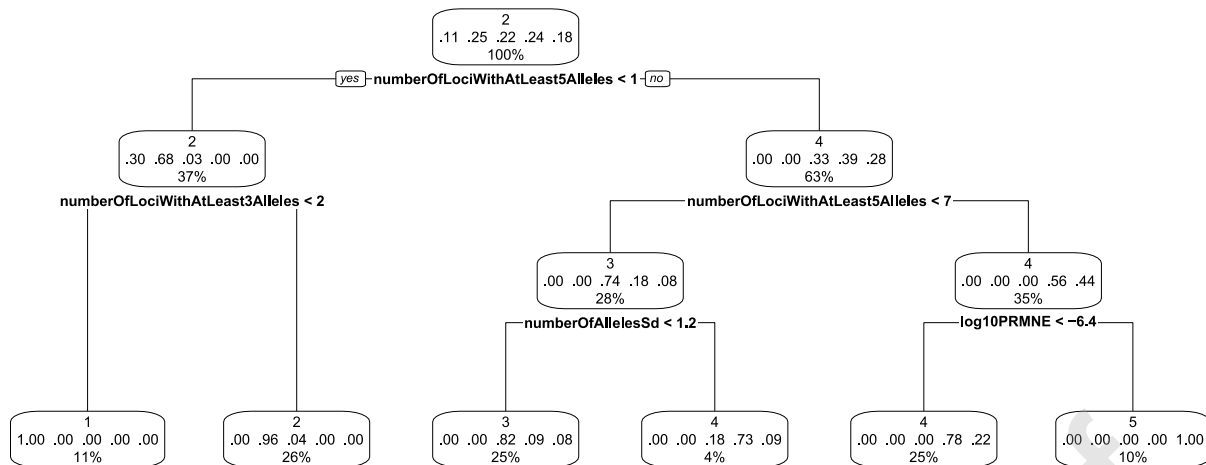 2
.11 .25 .22 .24 .18
100%
yes numberOfLociWithAtLeast5Alleles < 1 no
2
.30 .68 .03 .00 .00
37%
4
.00 .00 .33 .39 .28
63%
numberOfLociWithAtLeast3Alleles < 2
numberOfLociWithAtLeast5Alleles < 7
3
.00 .00 .74 .18 .08
28%
4
.00 .00 .00 .56 .44
35%
numberOfAllelesSd < 1.2
log10PRMNE < −6.4
1
1.00 .00 .00 .00 .00
11%
2
.00 .96 .04 .00 .00
26%
3
.00 .00 .82 .09 .08
25%
4
.00 .00 .18 .73 .09
4%
4
.00 .00 .00 .78 .22
25%
5
.00 .00 .00 .00 1.00
10%